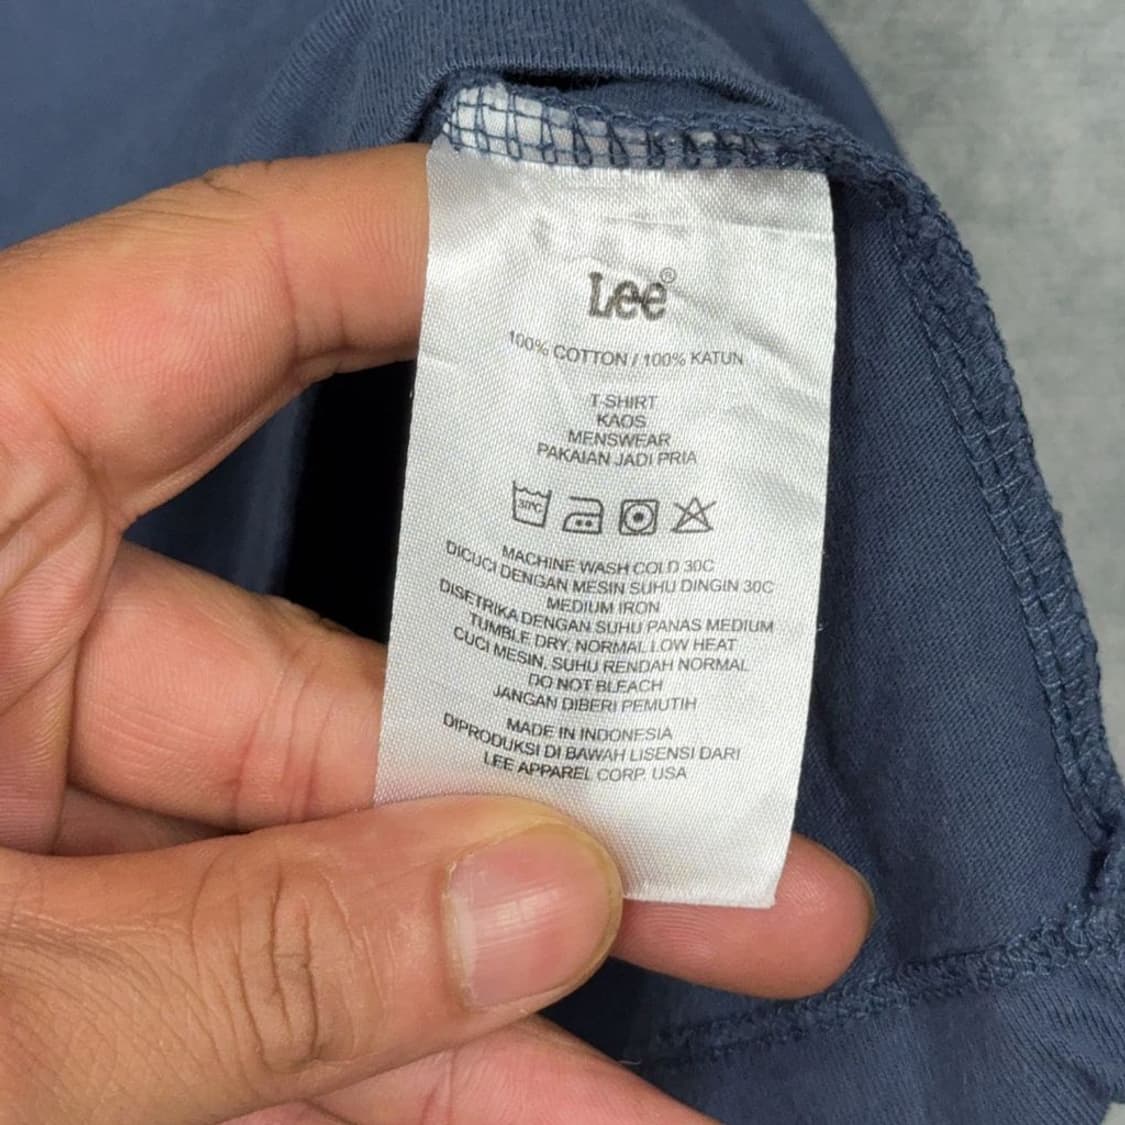 Lee®
100% COTTON / 100% KATUN
T-SHIRT
KAOS
MENSWEAR
PAKAIAN JADI PRIA
30°C
MACHINE WASH COLD 30C
DICUCI DENGAN MESIN SUHU DINGIN 30C
MEDIUM IRON
DISETRIKA DENGAN SUHU PANAS MEDIUM
TUMBLE DRY, NORMAL LOW HEAT
CUCI MESIN, SUHU RENDAH NORMAL
DO NOT BLEACH
JANGAN DIBERI PEMUTIH
MADE IN INDONESIA
DIPRODUKSI DI BAWAH LISENSI DARI
LEE APPAREL CORP. USA